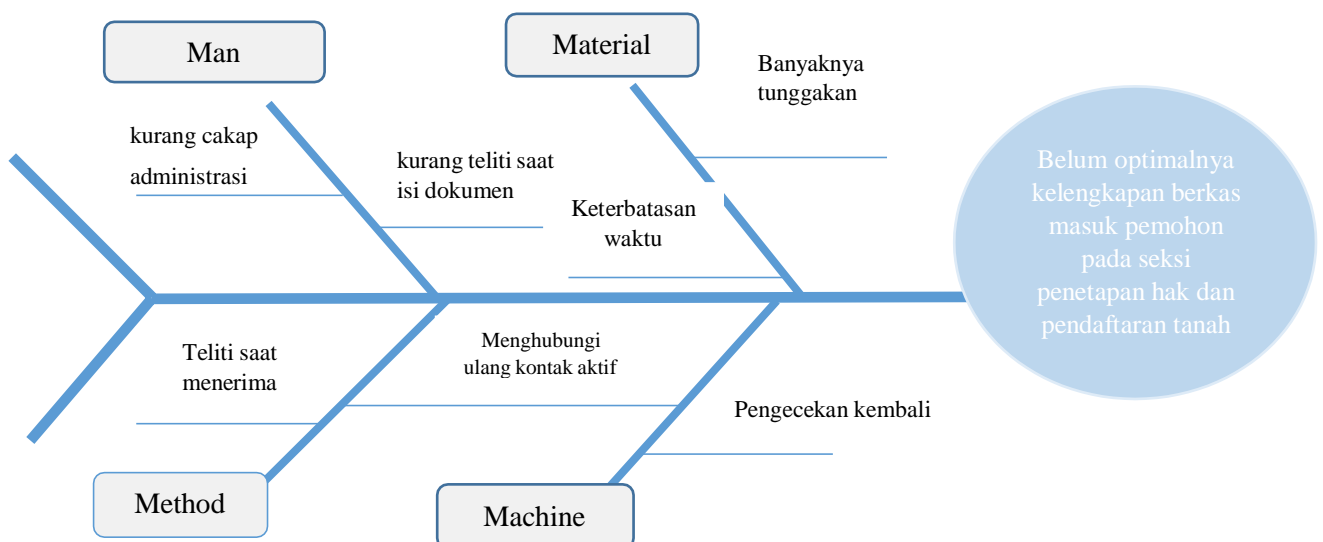 Man
Material
Banyaknya
tunggakan
kurang cakap
administrasi
kurang teliti saat
isi dokumen
Keterbatasan
waktu
Belum optimalnya
kelengkapan berkas
masuk pemohon
pada seksi
penetapan hak dan
pendaftaran tanah
Teliti saat
menerima
Menghubungi
ulang kontak aktif
Pengecekan kembali
Method
Machine